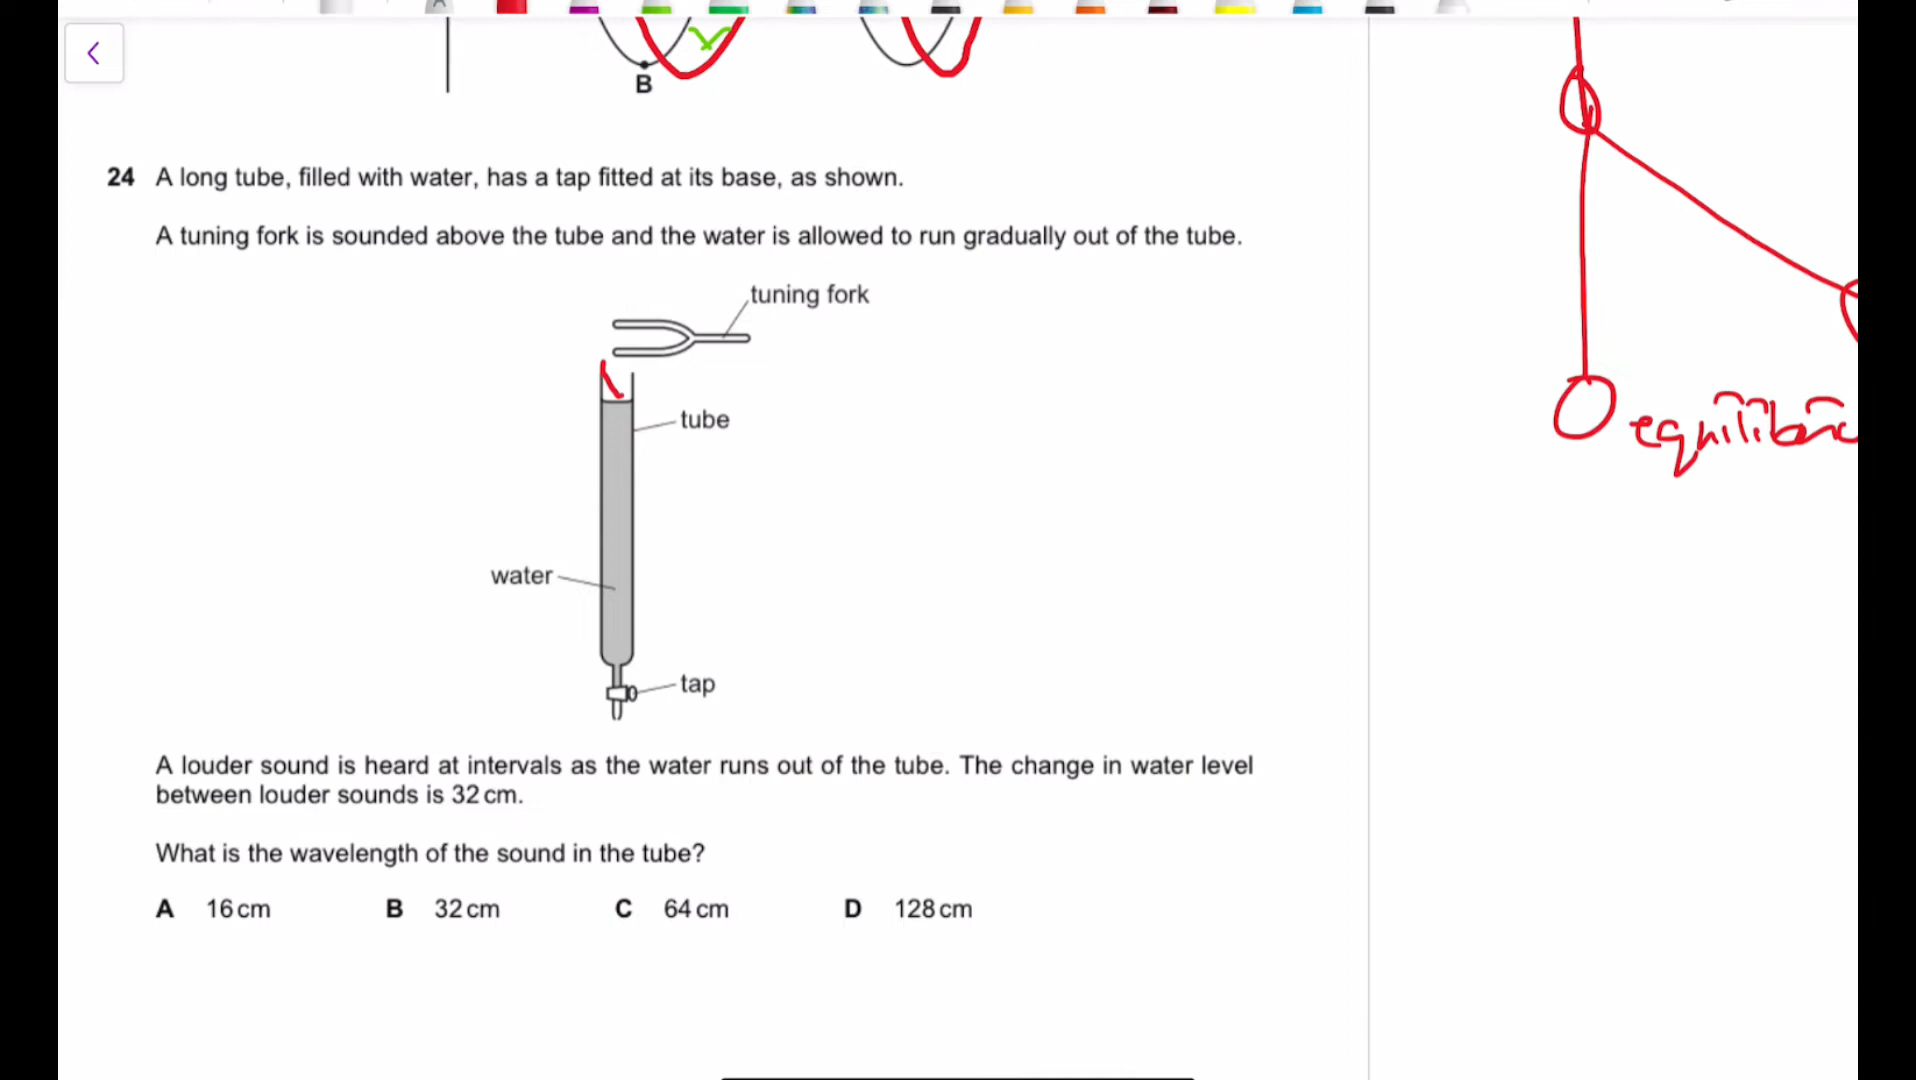 B
24 A long tube, filled with water, has a tap fitted at its base, as shown.
A tuning fork is sounded above the tube and the water is allowed to run gradually out of the tube.
tuning fork
tube
water
tap
A louder sound is heard at intervals as the water runs out of the tube. The change in water level
between louder sounds is 32 cm.
What is the wavelength of the sound in the tube?
A 16 cm B 32 cm C 64 cm D 128 cm